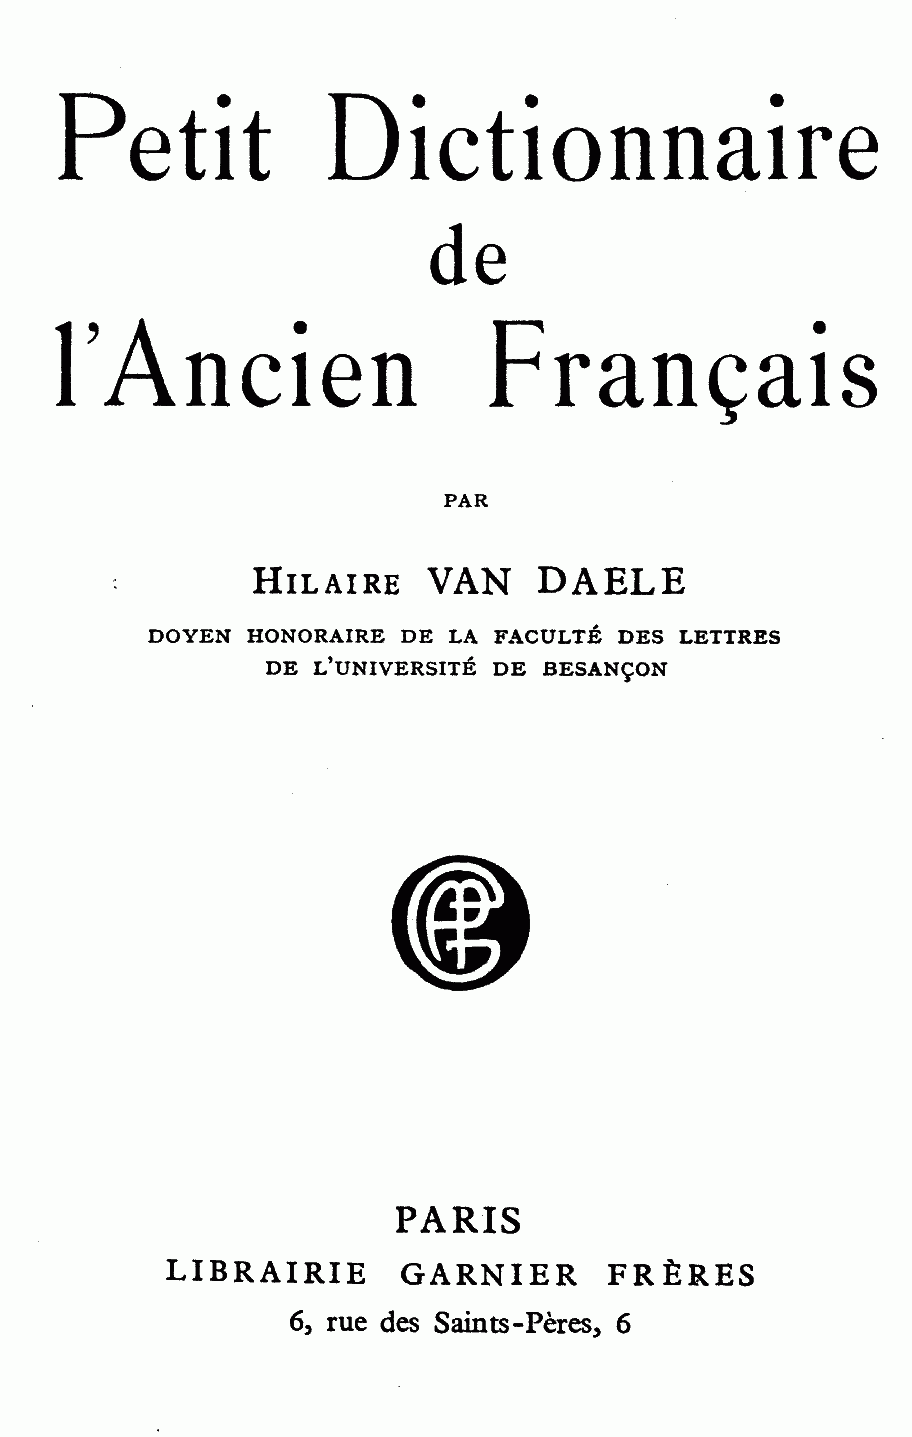 Petit Dictionnaire
de
l'Ancien Français
PAR
HILAIRE VAN DAELE
DOYEN HONORAIRE DE LA FACULTÉ DES LETTRES
DE L'UNIVERSITÉ DE BESANÇON
PARIS
LIBRAIRIE GARNIER FRÈRES
6, rue des Saints-Pères, 6